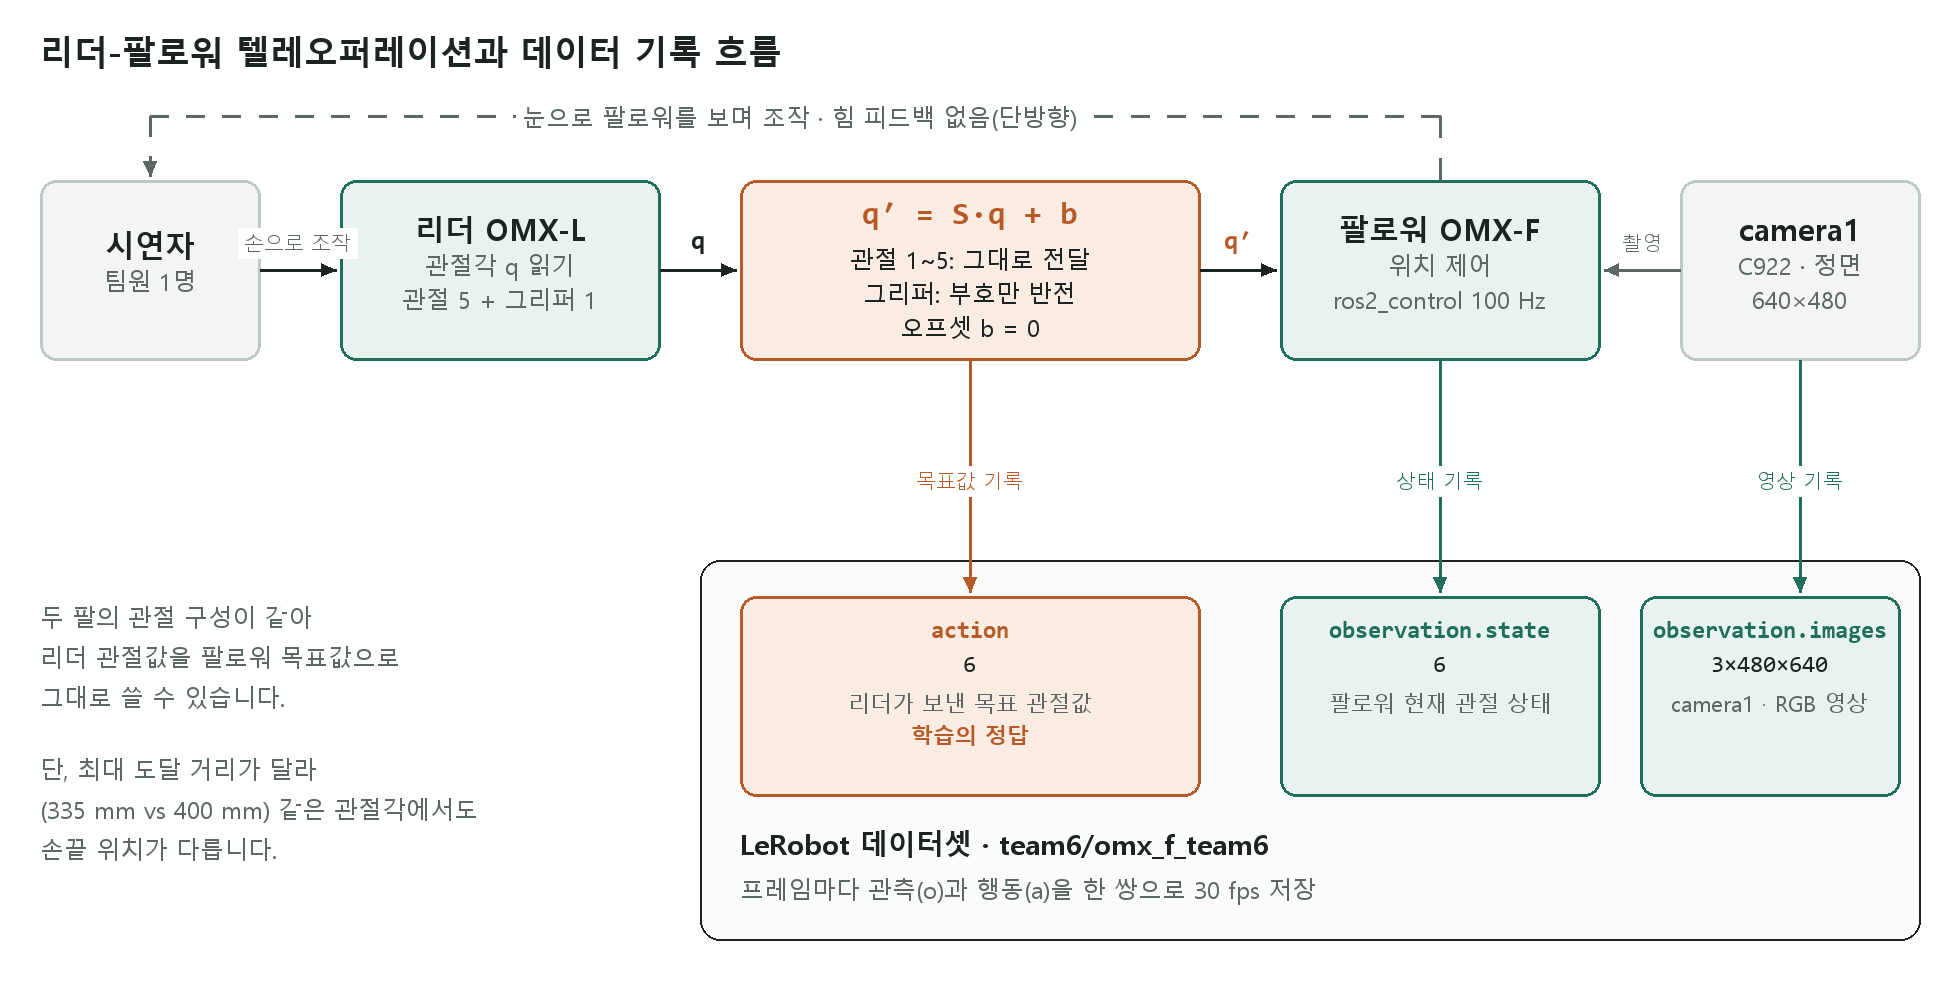 리더-팔로워 텔레오퍼레이션과 데이터 기록 흐름
눈으로 팔로워를 보며 조작 · 힘 피드백 없음(단방향)
시연자
팀원 1명
손으로 조작
리더 OMX-L
관절각 q 읽기
관절 5 + 그리퍼 1
q
q′ = S·q + b
관절 1~5: 그대로 전달
그리퍼: 부호만 반전
오프셋 b = 0
q′
팔로워 OMX-F
위치 제어
ros2_control 100 Hz
촬영
camera1
C922 · 정면
640×480
목표값 기록
상태 기록
영상 기록
두 팔의 관절 구성이 같아
리더 관절값을 팔로워 목표값으로
그대로 쓸 수 있습니다.
단, 최대 도달 거리가 달라
(335 mm vs 400 mm) 같은 관절각에서도
손끝 위치가 다릅니다.
action
6
리더가 보낸 목표 관절값
학습의 정답
observation.state
6
팔로워 현재 관절 상태
observation.images
3×480×640
camera1 · RGB 영상
LeRobot 데이터셋 · team6/omx_f_team6
프레임마다 관측(o)과 행동(a)을 한 쌍으로 30 fps 저장